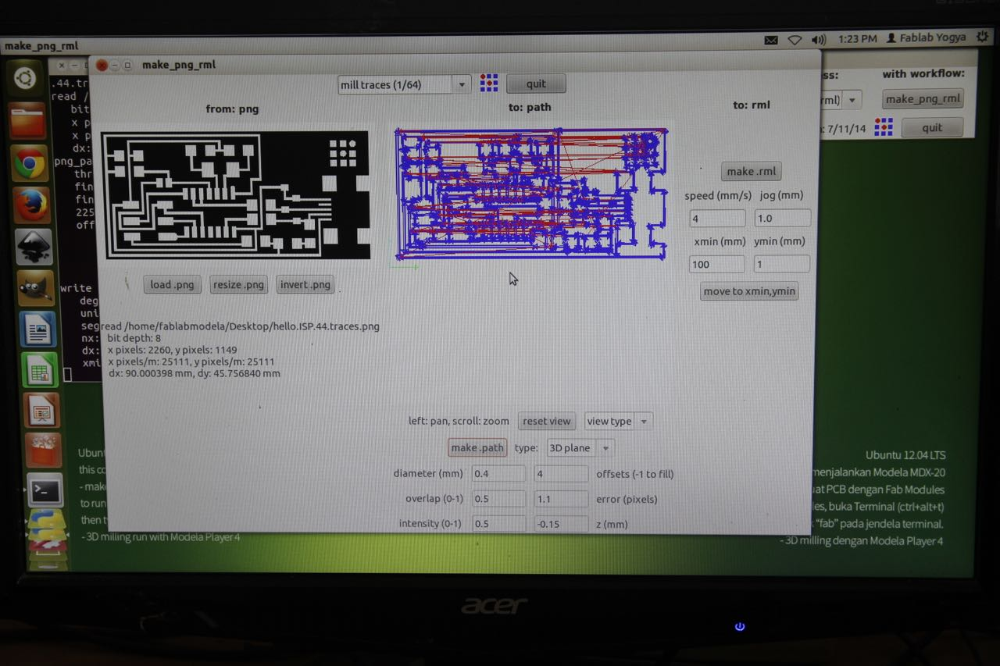 make_png_rml
1:23 PM Fablab Yogya
make_png_rml
mill traces (1/64)
quit
from: png
to: path
to: rml
with workflow:
rml)
make_png_rml
7/11/14
quit
.44.tr
read /
bit
x p
x p
dx:
png_pa
thr
fin
fin
225
off
write
deg
uni
seg
nx:
dx:
xmi
make .rml
speed (mm/s) jog (mm)
4 1.0
xmin (mm) ymin (mm)
100 1
move to xmin,ymin
load .png resize .png invert .png
read /home/fablabmodela/Desktop/hello.ISP.44.traces.png
bit depth: 8
x pixels: 2260, y pixels: 1149
x pixels/m: 25111, y pixels/m: 25111
dx: 90.000398 mm, dy: 45.756840 mm
left: pan, scroll: zoom reset view view type
make .path type: 3D plane
diameter (mm) 0.4 4 offsets (-1 to fill)
overlap (0-1) 0.5 1.1 error (pixels)
intensity (0-1) 0.5 -0.15 z (mm)
Ubunt
this co
- mak
to run
then t
- 3D milling run with Modela Player 4
Ubuntu 12.04 LTS
menjalankan Modela MDX-20
at PCB dengan Fab Modules
les, buka Terminal (ctrl+alt+t)
"fab" pada jendela terminal.
- 3D milling dengan Modela Player 4
acer